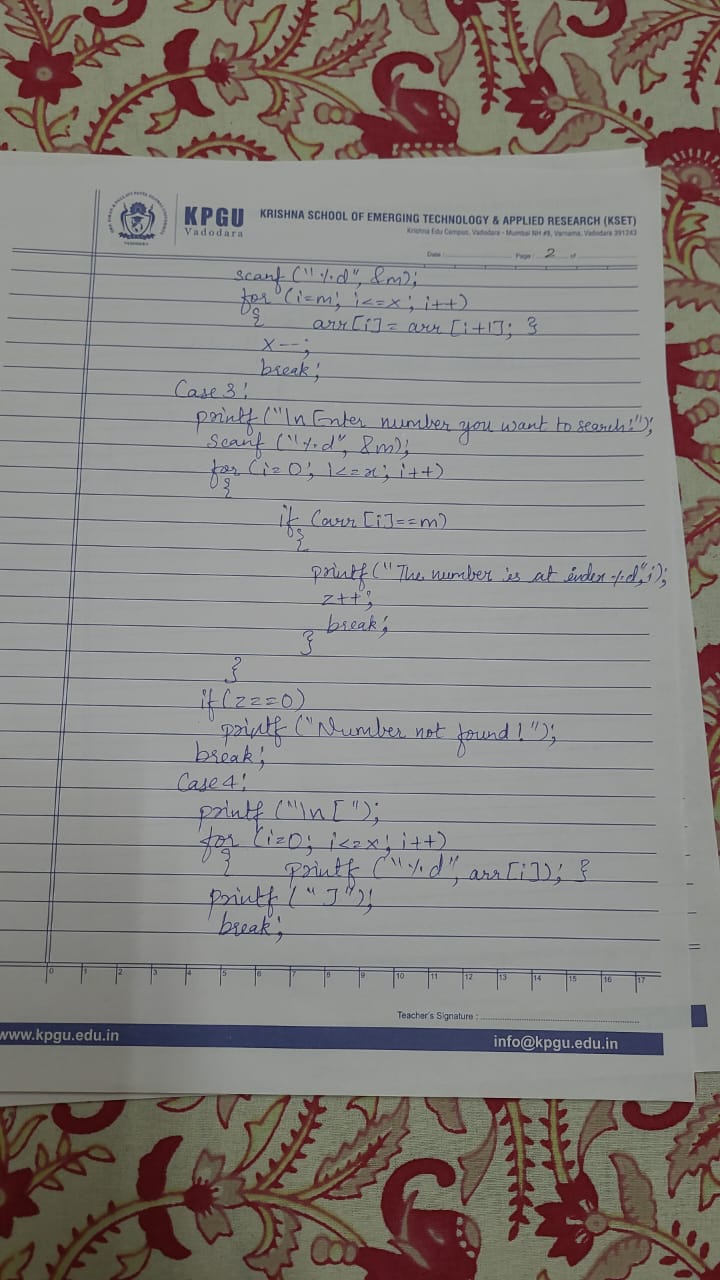 KPGU
Vadodara
KRISHNA SCHOOL OF EMERGING TECHNOLOGY & APPLIED RESEARCH (KSET)
Krishna Edu Campus, Vadodara - Mumbai NH #8, Varnama, Vadodara 391243
Date : Page : 2 of
scanf ("%d", &m);
for (i=m; i<=x; i++)
{ arr[i] = arr [i+1]; }
x--;
break;
Case 3:
printf ("\n Enter number you want to search:");
scanf ("%d", &m);
for (i=0; i<=x; i++)
{
if (arr [i]==m)
{
printf ("The number is at index %d", i);
z++;
break;
}
}
if (z==0)
printf ("Number not found!");
break;
Case 4:
printf ("\n [");
for (i=0; i<=x; i++)
{ printf ("%d", arr[i]); }
printf ("]");
break;
0 1 2 3 4 5 6 7 8 9 10 11 12 13 14 15 16 17
Teacher's Signature :
www.kpgu.edu.in info@kpgu.edu.in